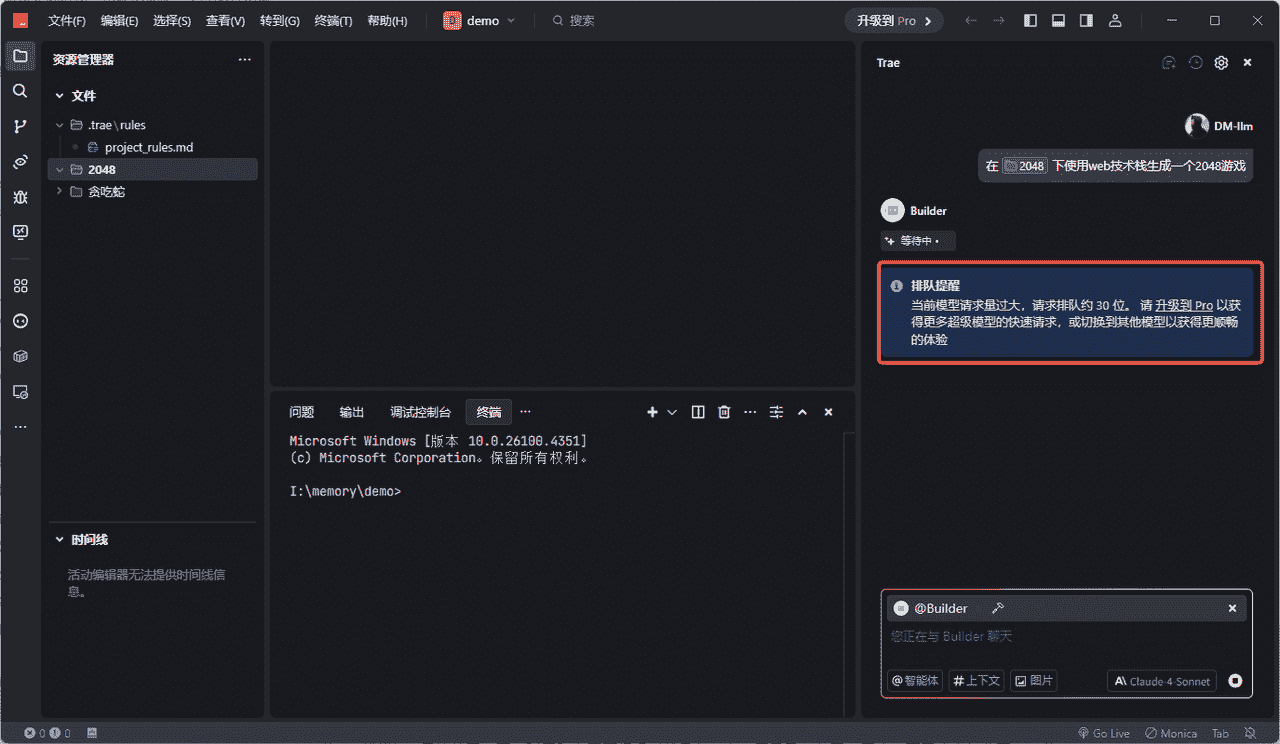 文件(F) 编辑(E) 选择(S) 查看(V) 转到(G) 终端(T) 帮助(H) demo 搜索 升级到 Pro
资源管理器
文件
.trae\rules
project_rules.md
2048
贪吃蛇
时间线
活动编辑器无法提供时间线信
息。
问题 输出 调试控制台 终端
Microsoft Windows [版本 10.0.26100.4351]
(c) Microsoft Corporation。保留所有权利。
I:\memory\demo>
Trae
DM-llm
在 2048 下使用web技术栈生成一个2048游戏
Builder
等待中
排队提醒
当前模型请求量过大，请求排队约 30 位。 请 升级到 Pro 以获
得更多超级模型的快速请求，或切换到其他模型以获得更顺畅
的体验
@Builder
您正在与 Builder 聊天
@智能体 #上下文 图片 Claude-4-Sonnet
0 0 Go Live Monica Tab